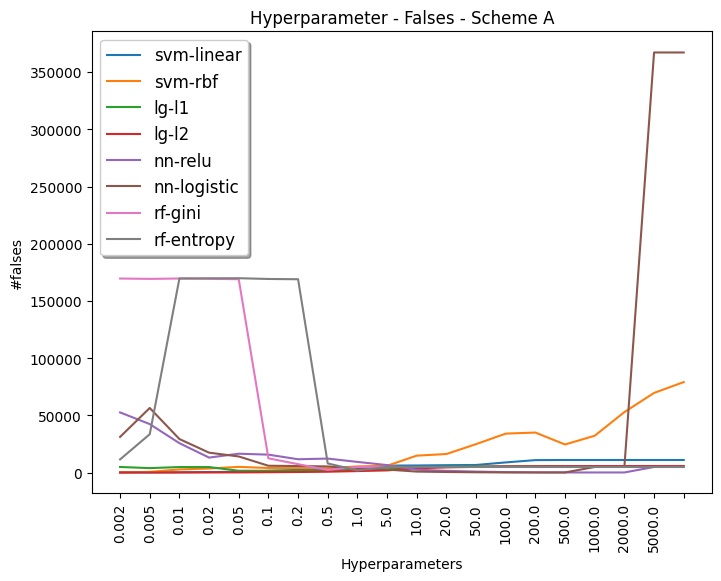 Hyperparameter - Falses - Scheme A
svm-linear
svm-rbf
lg-l1
lg-l2
nn-relu
nn-logistic
rf-gini
rf-entropy
350000
300000
250000
200000
150000
100000
50000
0
#falses
0.002
0.005
0.01
0.02
0.05
0.1
0.2
0.5
1.0
5.0
10.0
20.0
50.0
100.0
200.0
500.0
1000.0
2000.0
5000.0
Hyperparameters